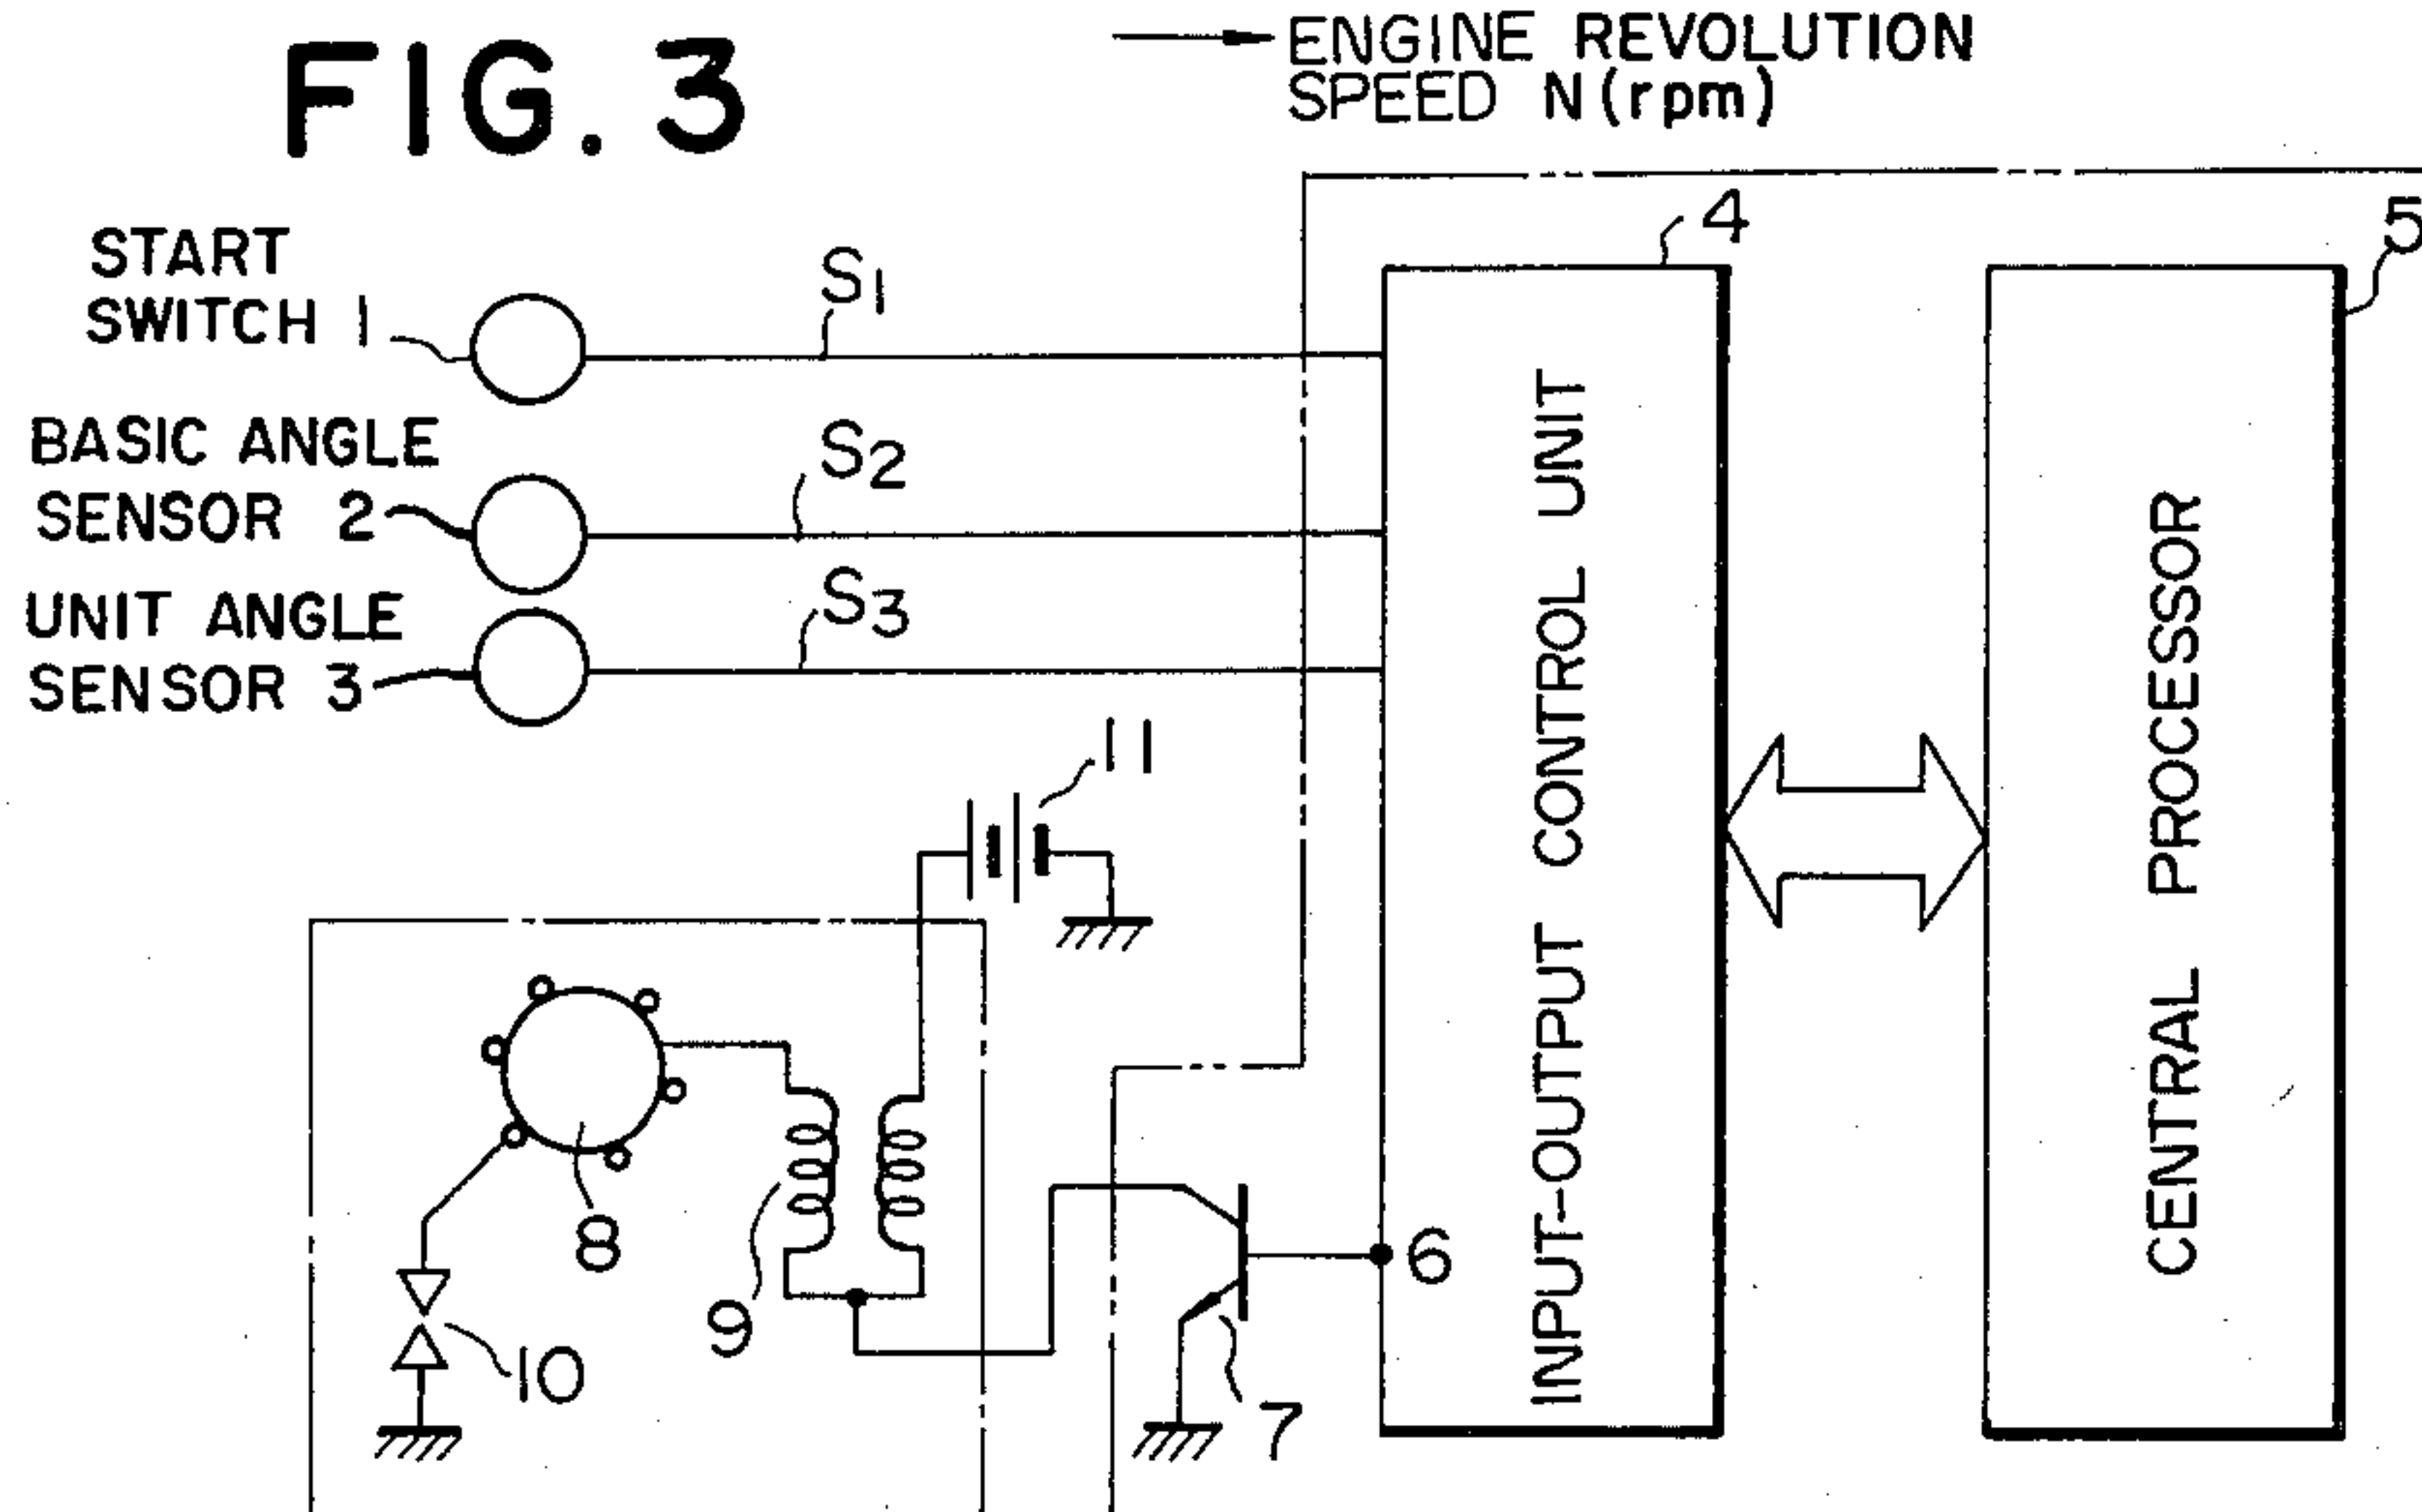 FIG. 3
ENGINE REVOLUTION
SPEED N (rpm)
START
SWITCH 1
S1
BASIC ANGLE
SENSOR 2
S2
UNIT ANGLE
SENSOR 3
S3
4
5
INPUT-OUTPUT CONTROL UNIT
CENTRAL PROCESSOR
11
8
9
10
6
7